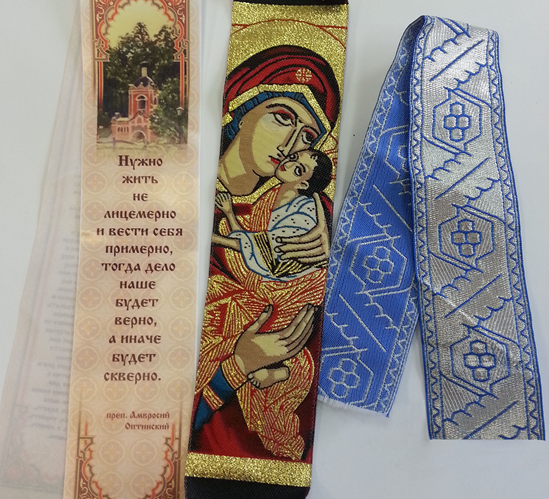 Нужно
жить
не
лицемерно
и вести себя
примерно,
тогда дело
наше
будет
верно,
а иначе
будет
скверно.
преп. Амвросий
Оптинский